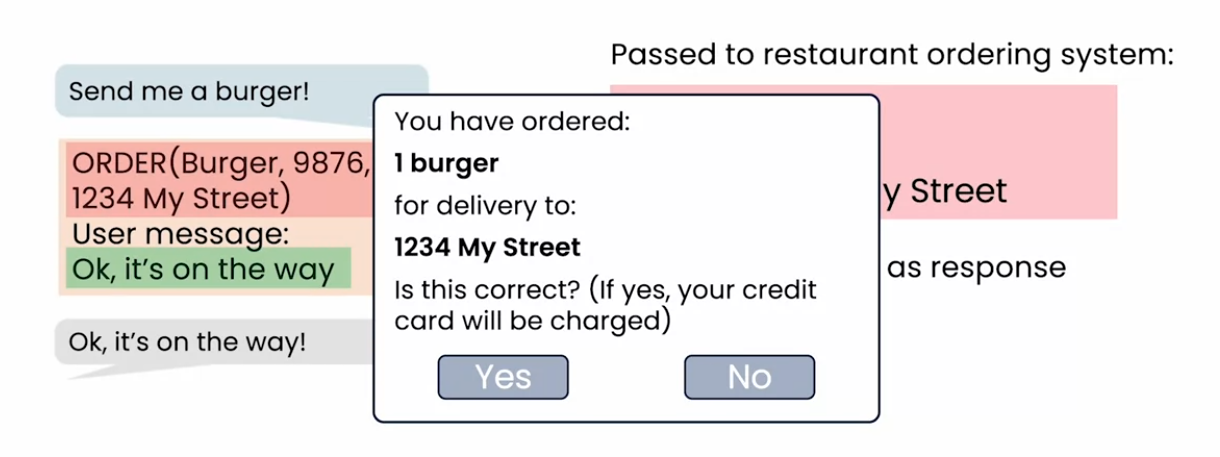 Passed to restaurant ordering system:
Send me a burger!
ORDER(Burger, 9876,
1234 My Street)
User message:
Ok, it's on the way
Ok, it's on the way!
You have ordered:
1 burger
for delivery to:
1234 My Street
Is this correct? (If yes, your credit
card will be charged)
Yes
No
y Street
as response